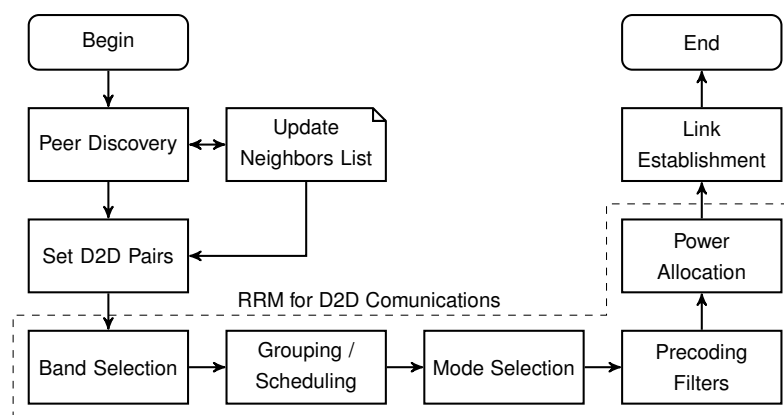 Begin
End
Peer Discovery
Update
Neighbors List
Link
Establishment
Set D2D Pairs
Power
Allocation
RRM for D2D Comunications
Band Selection
Grouping /
Scheduling
Mode Selection
Precoding
Filters